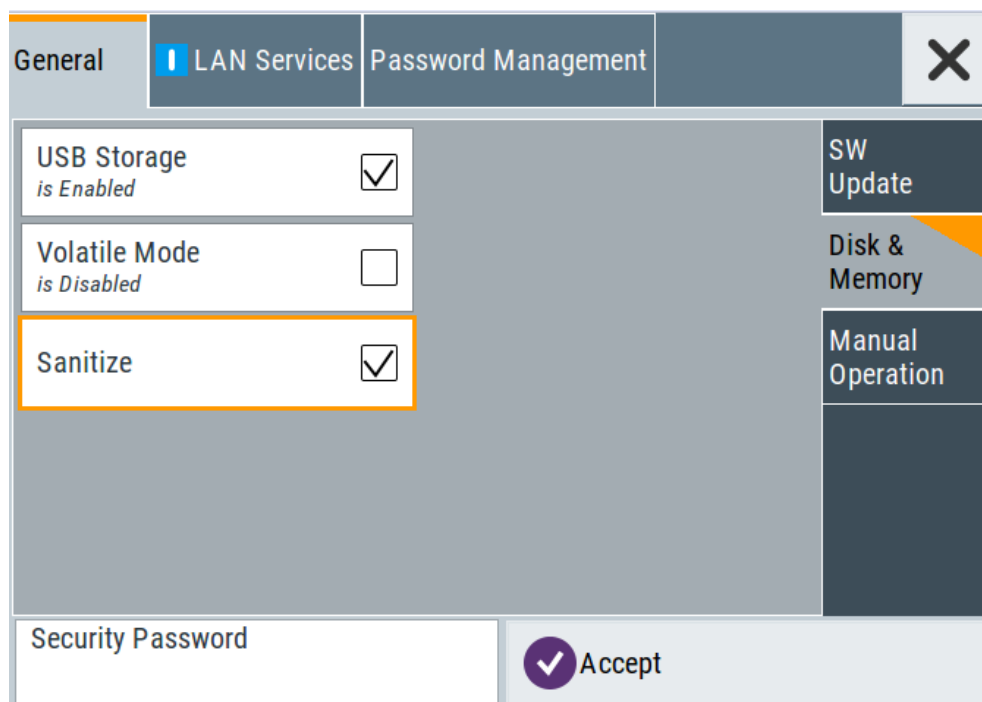 General
LAN Services
Password Management
USB Storage
is Enabled
Volatile Mode
is Disabled
Sanitize
SW
Update
Disk &
Memory
Manual
Operation
Security Password
Accept